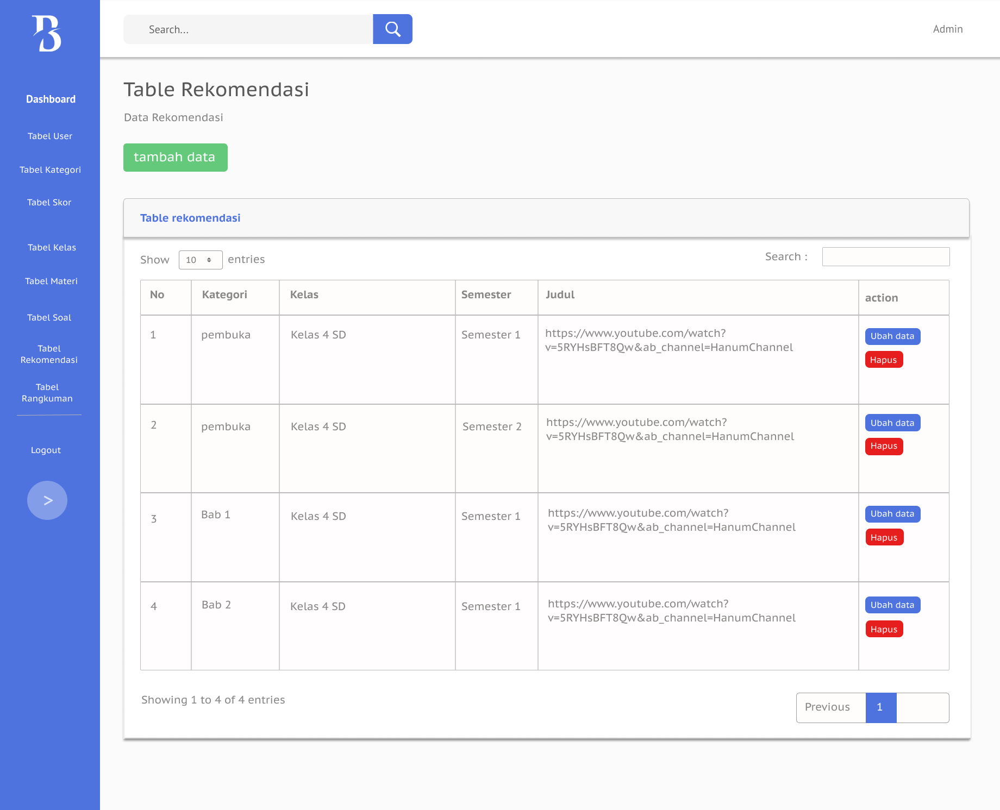 B
Search...
Admin
Dashboard
Tabel User
Tabel Kategori
Tabel Skor
Tabel Kelas
Tabel Materi
Tabel Soal
Tabel
Rekomendasi
Tabel
Rangkuman
Logout
>
Table Rekomendasi
Data Rekomendasi
tambah data
Table rekomendasi
Show 10 entries
Search :
No Kategori Kelas Semester Judul action
1 pembuka Kelas 4 SD Semester 1 https://www.youtube.com/watch? Ubah data
v=5RYHsBFT8Qw&ab_channel=HanumChannel
Hapus
2 pembuka Kelas 4 SD Semester 2 https://www.youtube.com/watch? Ubah data
v=5RYHsBFT8Qw&ab_channel=HanumChannel
Hapus
3 Bab 1 Kelas 4 SD Semester 1 https://www.youtube.com/watch? Ubah data
v=5RYHsBFT8Qw&ab_channel=HanumChannel
Hapus
4 Bab 2 Kelas 4 SD Semester 1 https://www.youtube.com/watch? Ubah data
v=5RYHsBFT8Qw&ab_channel=HanumChannel
Hapus
Showing 1 to 4 of 4 entries
Previous 1